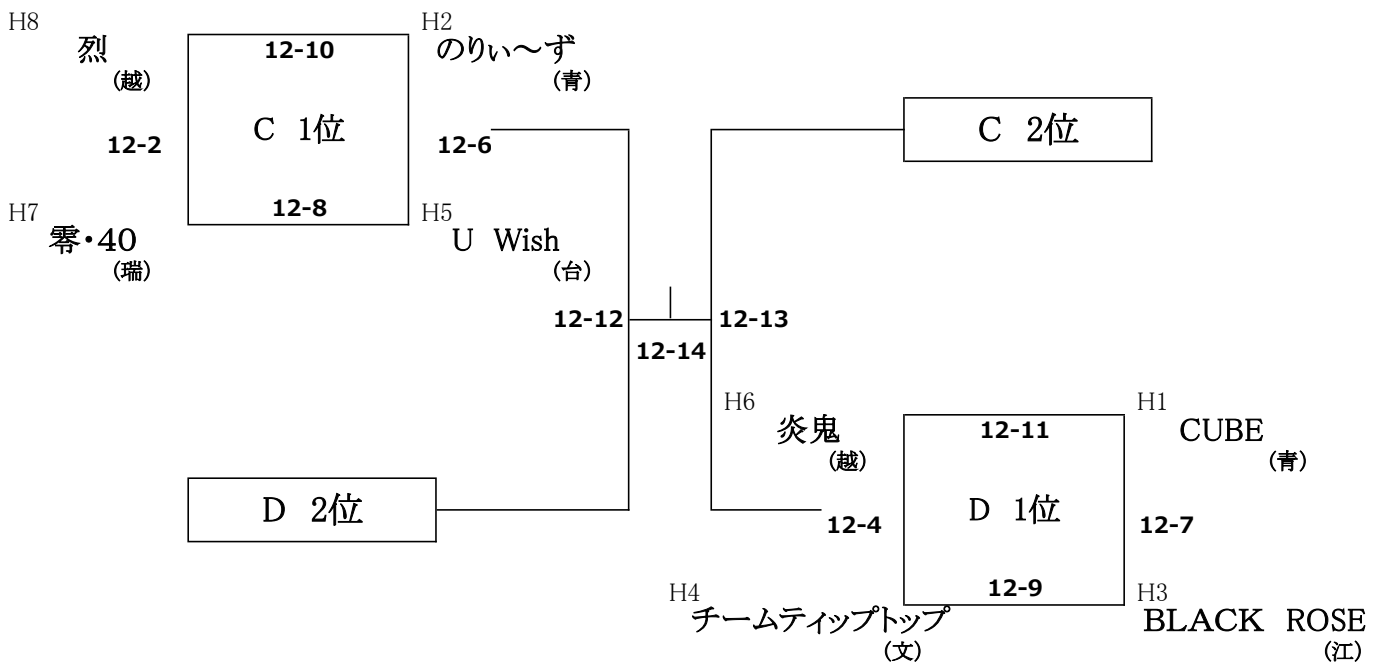 H8
烈
(越)
12-10
H2
のりぃ～ず
(青)
12-2
C 1位
12-6
C 2位
H7
零・40
(瑞)
12-8
H5
U Wish
(台)
12-12
12-13
12-14
H6
炎鬼
(越)
12-11
H1
CUBE
(青)
D 2位
12-4
D 1位
12-7
H4
チームティップトップ
(文)
12-9
H3
BLACK ROSE
(江)